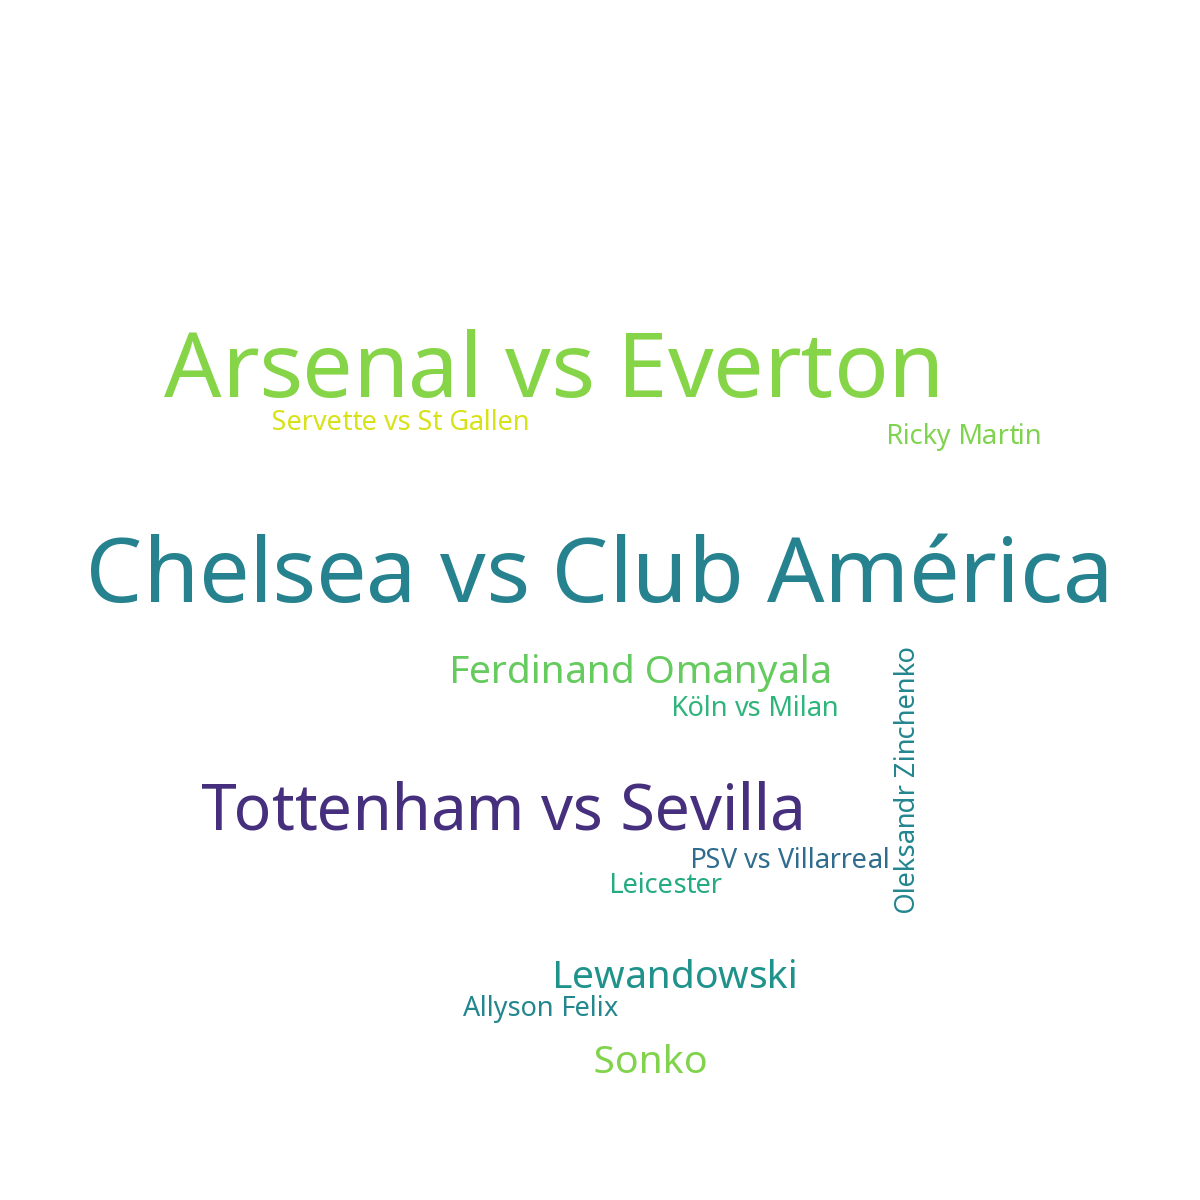 Arsenal vs Everton
Servette vs St Gallen
Ricky Martin
Chelsea vs Club América
Ferdinand Omanyala
Köln vs Milan
Oleksandr Zinchenko
Tottenham vs Sevilla
PSV vs Villarreal
Leicester
Lewandowski
Allyson Felix
Sonko